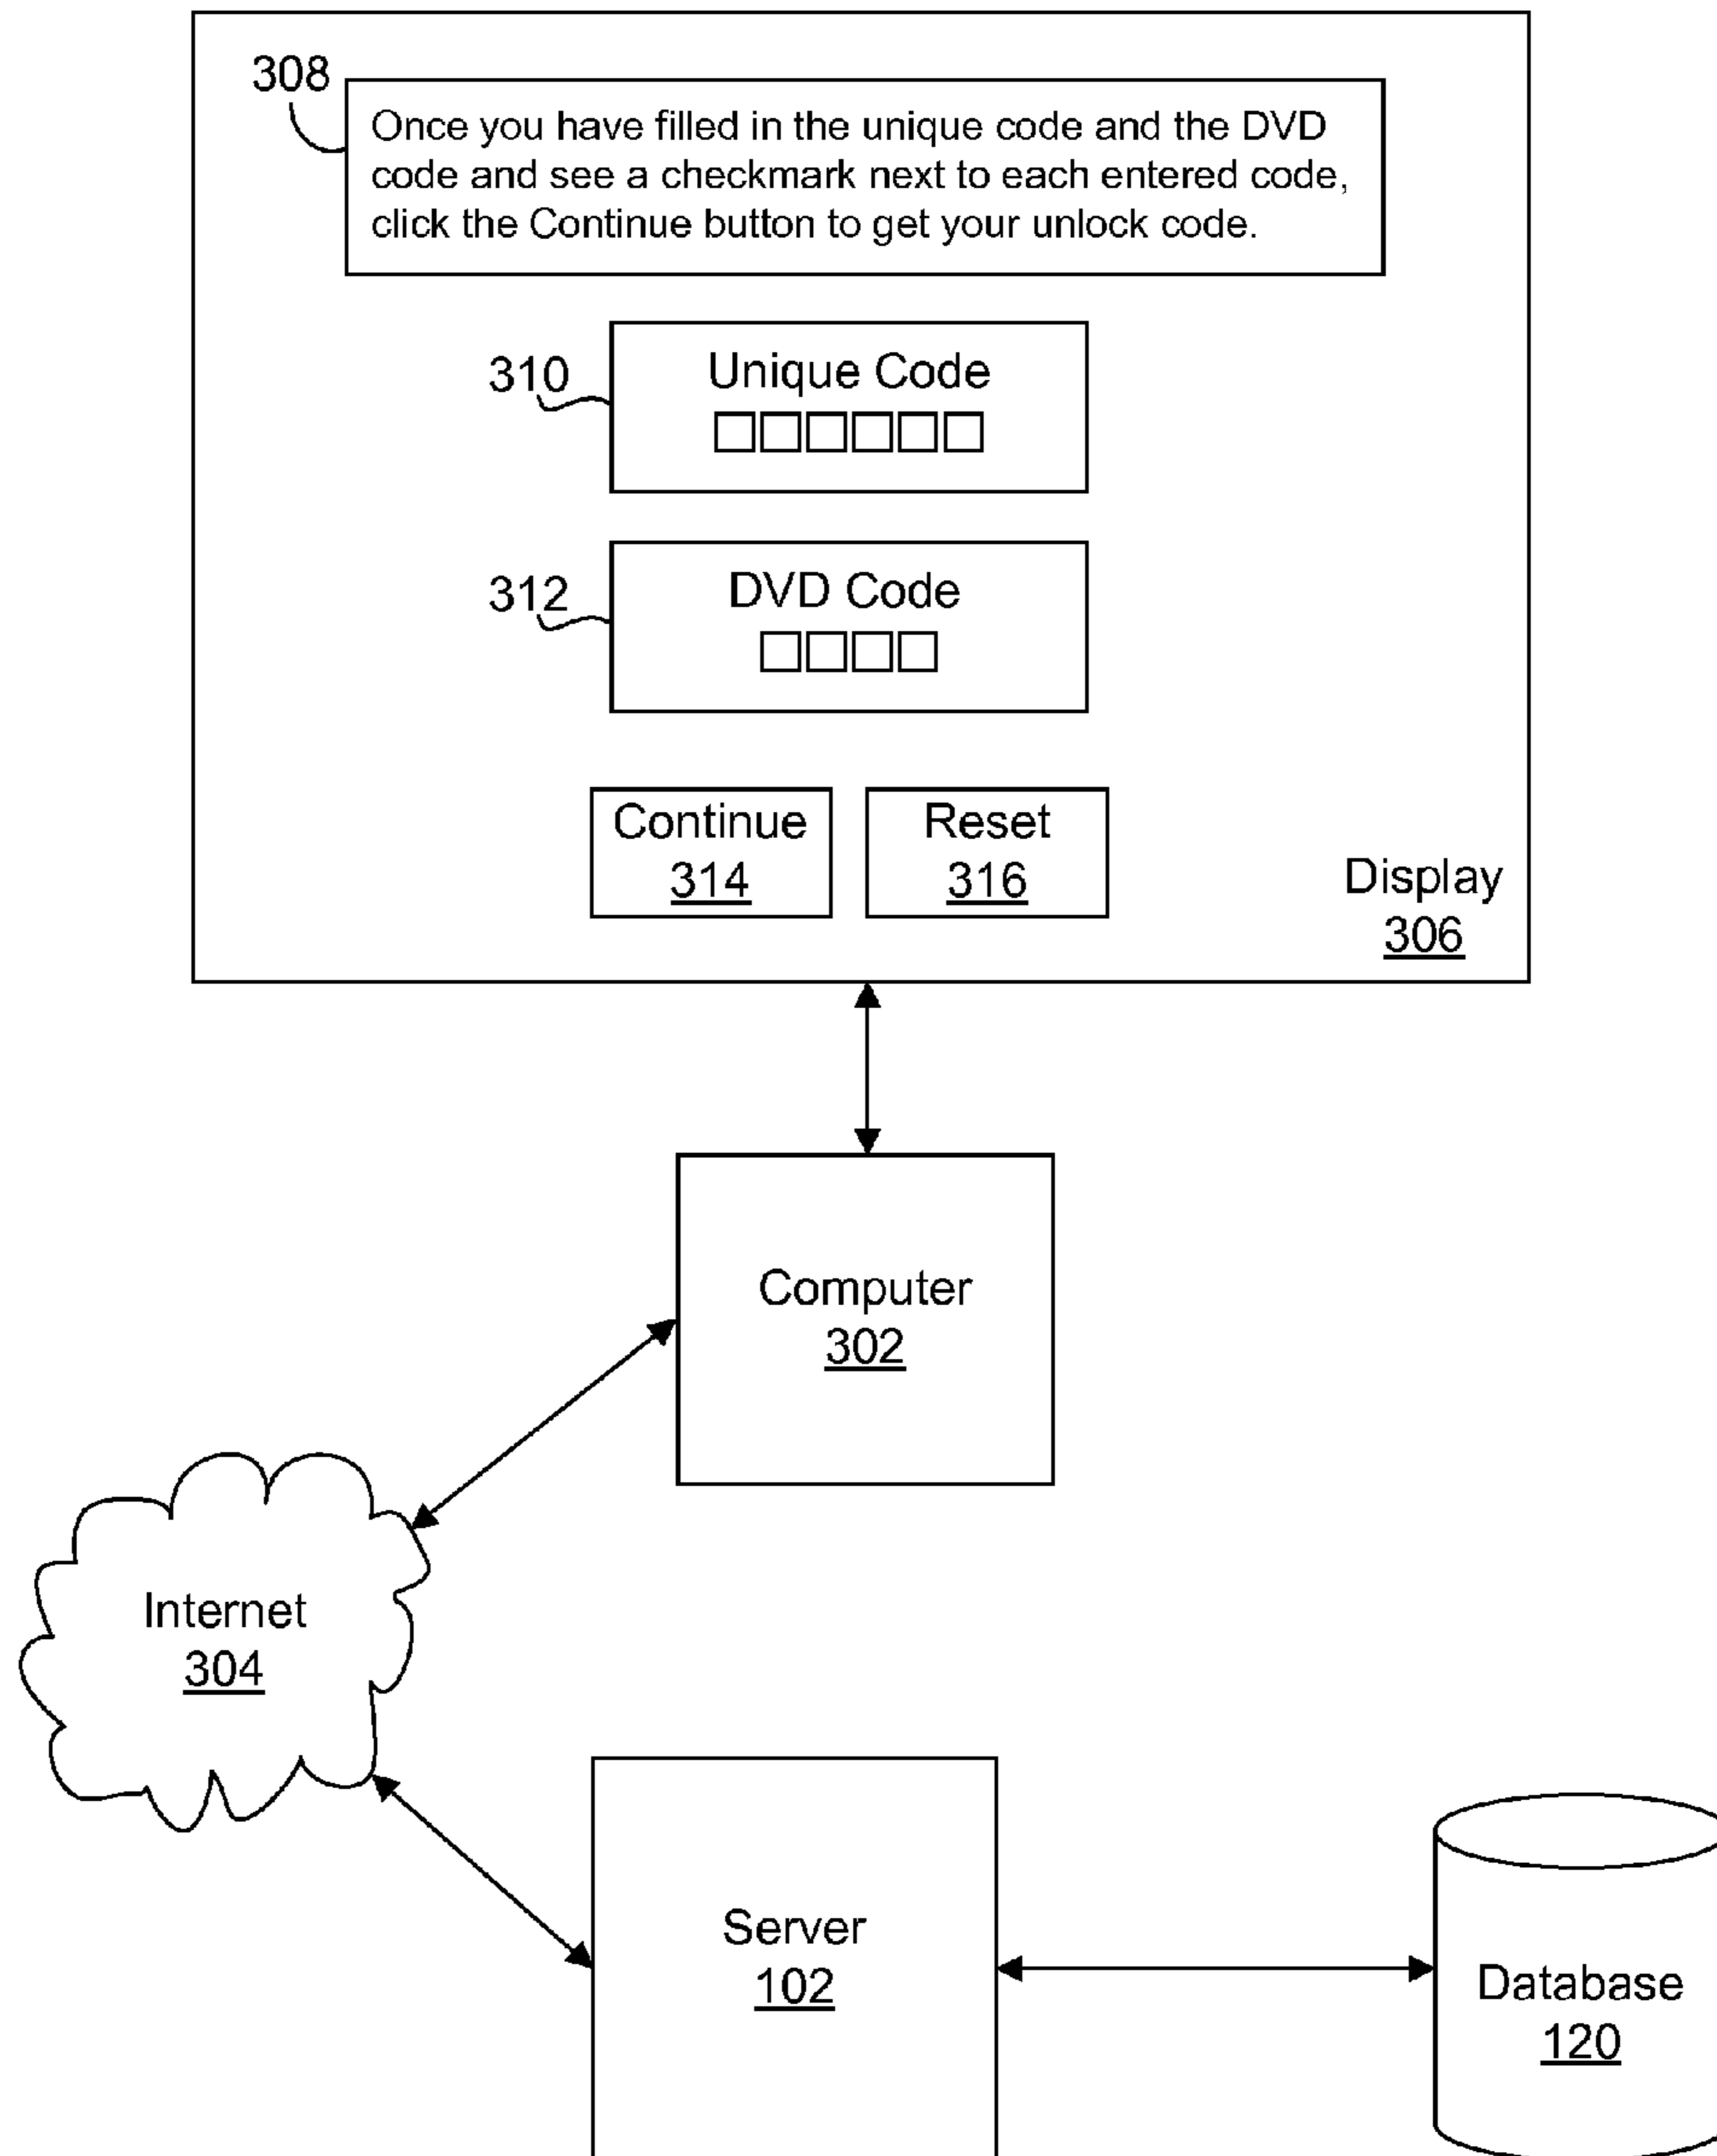 308
Once you have filled in the unique code and the DVD
code and see a checkmark next to each entered code,
click the Continue button to get your unlock code.
310
Unique Code
312
DVD Code
Continue
314
Reset
316
Display
306
Computer
302
Internet
304
Server
102
Database
120